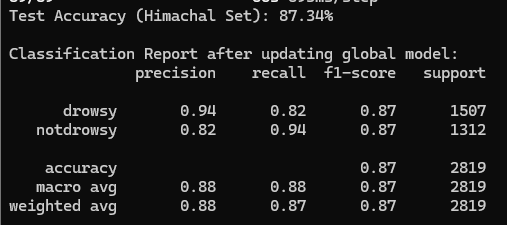 Test Accuracy (Himachal Set): 87.34%
Classification Report after updating global model:
precision recall f1-score support
drowsy 0.94 0.82 0.87 1507
notdrowsy 0.82 0.94 0.87 1312
accuracy 0.87 2819
macro avg 0.88 0.88 0.87 2819
weighted avg 0.88 0.87 0.87 2819